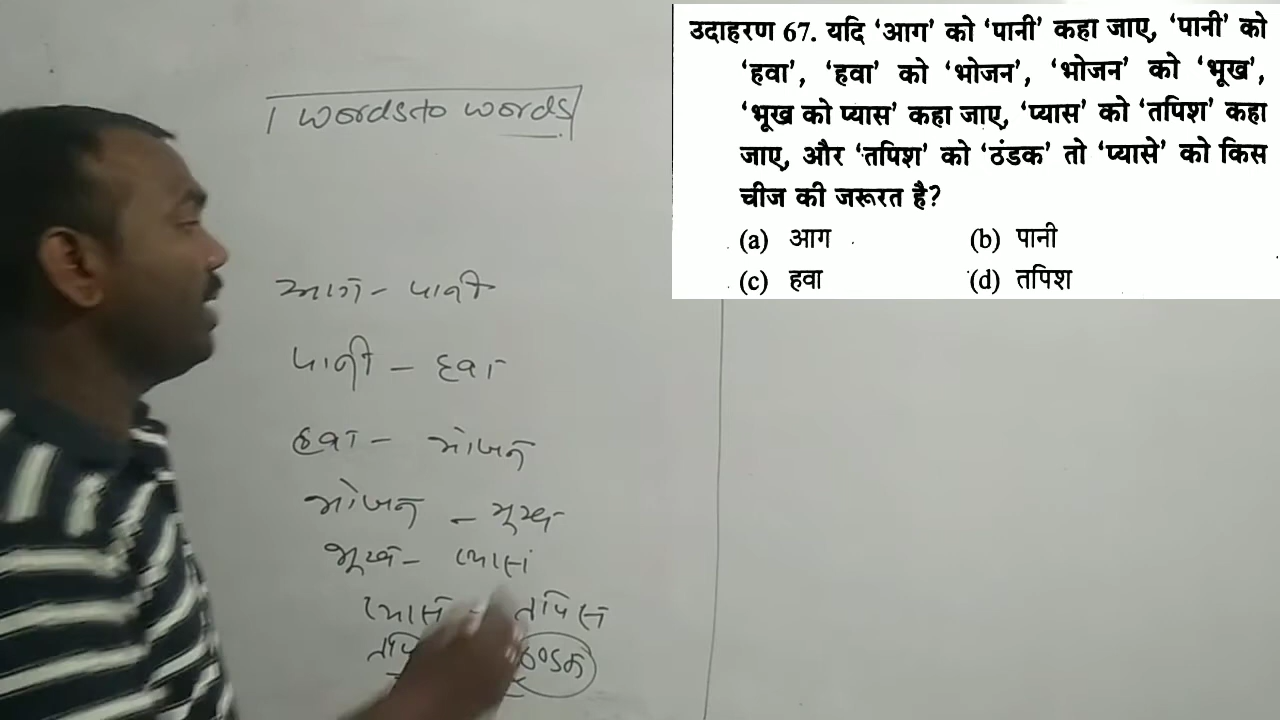 उदाहरण 67. यदि ‘आग’ को ‘पानी’ कहा जाए, ‘पानी’ को
‘हवा’, ‘हवा’ को ‘भोजन’, ‘भोजन’ को ‘भूख’,
‘भूख को प्यास’ कहा जाए, ‘प्यास’ को ‘तपिश’ कहा
जाए, और ‘तपिश’ को ‘ठंडक’ तो ‘प्यासे’ को किस
चीज की जरूरत है?
(a) आग (b) पानी
(c) हवा (d) तपिश
words to words
आग - पानी
पानी - हवा
हवा - भोजन
भोजन - भूख
भूख - प्यास
प्यास - तपिस
ठण्डक